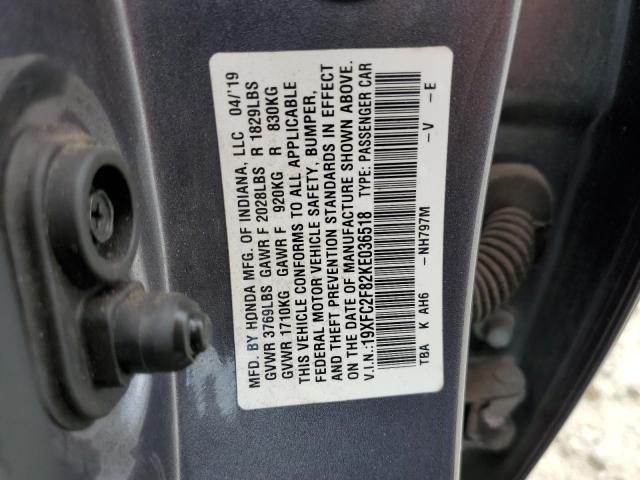 MFD. BY HONDA MFG. OF INDIANA, LLC 04/'19
GVWR 3769LBS GAWR F 2028LBS R 1829LBS
GVWR 1710KG GAWR F 920KG R 830KG
THIS VEHICLE CONFORMS TO ALL APPLICABLE
FEDERAL MOTOR VEHICLE SAFETY, BUMPER,
AND THEFT PREVENTION STANDARDS IN EFFECT
ON THE DATE OF MANUFACTURE SHOWN ABOVE.
V.I.N.:19XFC2F82KE036518 TYPE: PASSENGER CAR
TBA K AH6 -NH797M -V -E